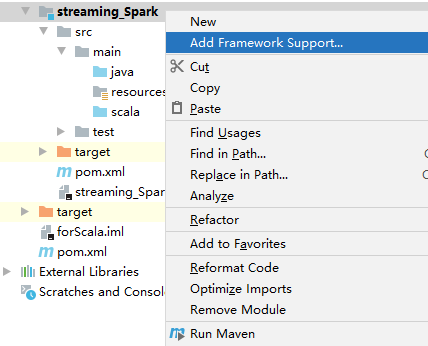 streaming_Spark
src
main
java
resources
scala
test
target
pom.xml
streaming_Spar
target
forScala.iml
pom.xml
External Libraries
Scratches and Consol
New
Add Framework Support...
Cut
Copy
Paste
Find Usages
Find in Path...
Replace in Path...
Analyze
Refactor
Add to Favorites
Reformat Code
Optimize Imports
Remove Module
Run Maven